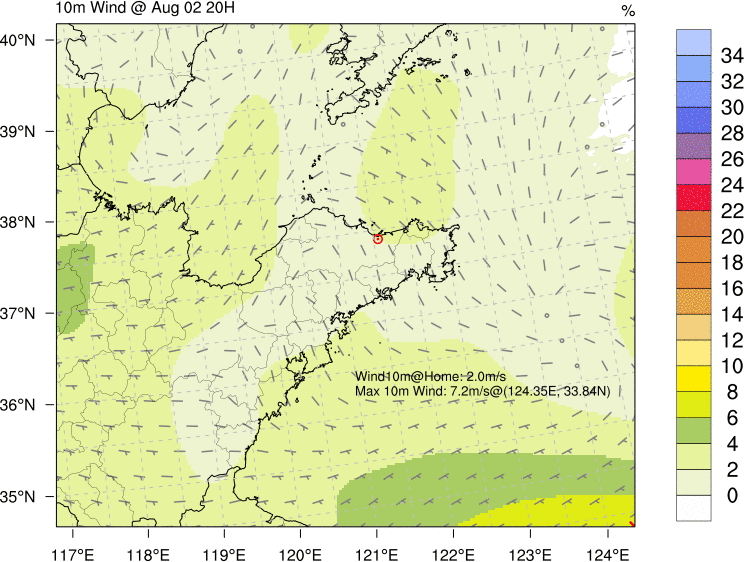 10m Wind @ Aug 02 20H
%
40°N
39°N
38°N
37°N
36°N
35°N
Wind10m@Home: 2.0m/s
Max 10m Wind: 7.2m/s@(124.35E, 33.84N)
117°E 118°E 119°E 120°E 121°E 122°E 123°E 124°E
34
32
30
28
26
24
22
20
18
16
14
12
10
8
6
4
2
0